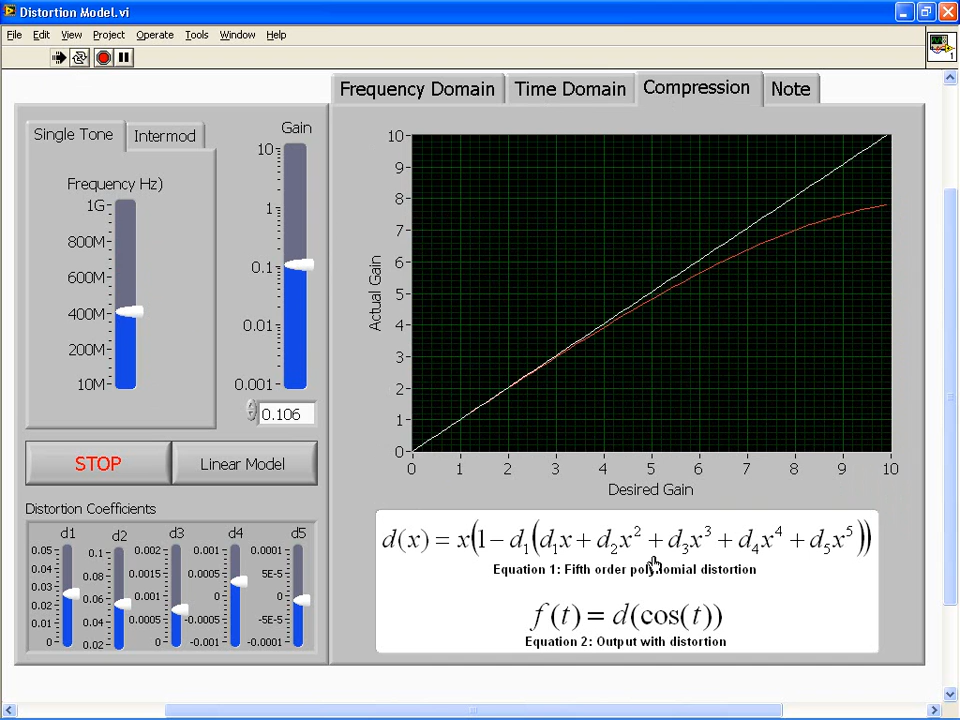 Distortion Model.vi
File Edit View Project Operate Tools Window Help
1
Frequency Domain Time Domain Compression Note
Single Tone Intermod
Frequency Hz)
1G
800M
600M
400M
200M
10M
Gain
10
1
0.1
0.01
0.001
0.106
STOP Linear Model
Distortion Coefficients
d1 d2 d3 d4 d5
0.05
0.04
0.03
0.02
0.01
0
0.1
0.08
0.06
0.04
0.02
0.002
0.0015
0.001
0.0005
0
0.001
0.0005
0
-0.0005
-0.001
0.0001
5E-5
0
-5E-5
-0.0001
Actual Gain
10
9
8
7
6
5
4
3
2
1
0
0 1 2 3 4 5 6 7 8 9 10
Desired Gain
d(x) = x(1 − d₁(d₁x + d₂x² + d₃x³ + d₄x⁴ + d₅x⁵))
Equation 1: Fifth order polynomial distortion
f(t) = d(cos(t))
Equation 2: Output with distortion